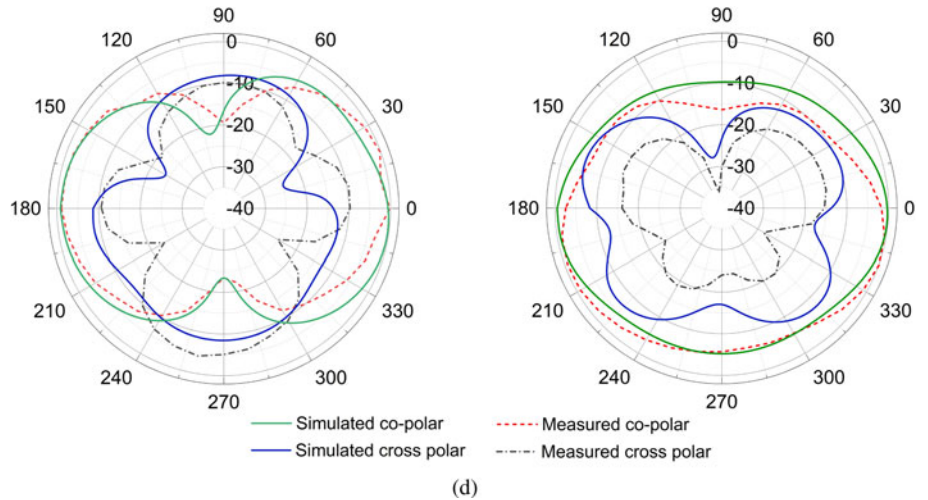 90 90
120 0 60 120 0 60
-10 -10
150 30 150 30
-20 -20
-30 -30
180 -40 0 180 -40 0
210 330 210 330
240 300 240 300
270 270
Simulated co-polar Measured co-polar
Simulated cross polar Measured cross polar
(d)